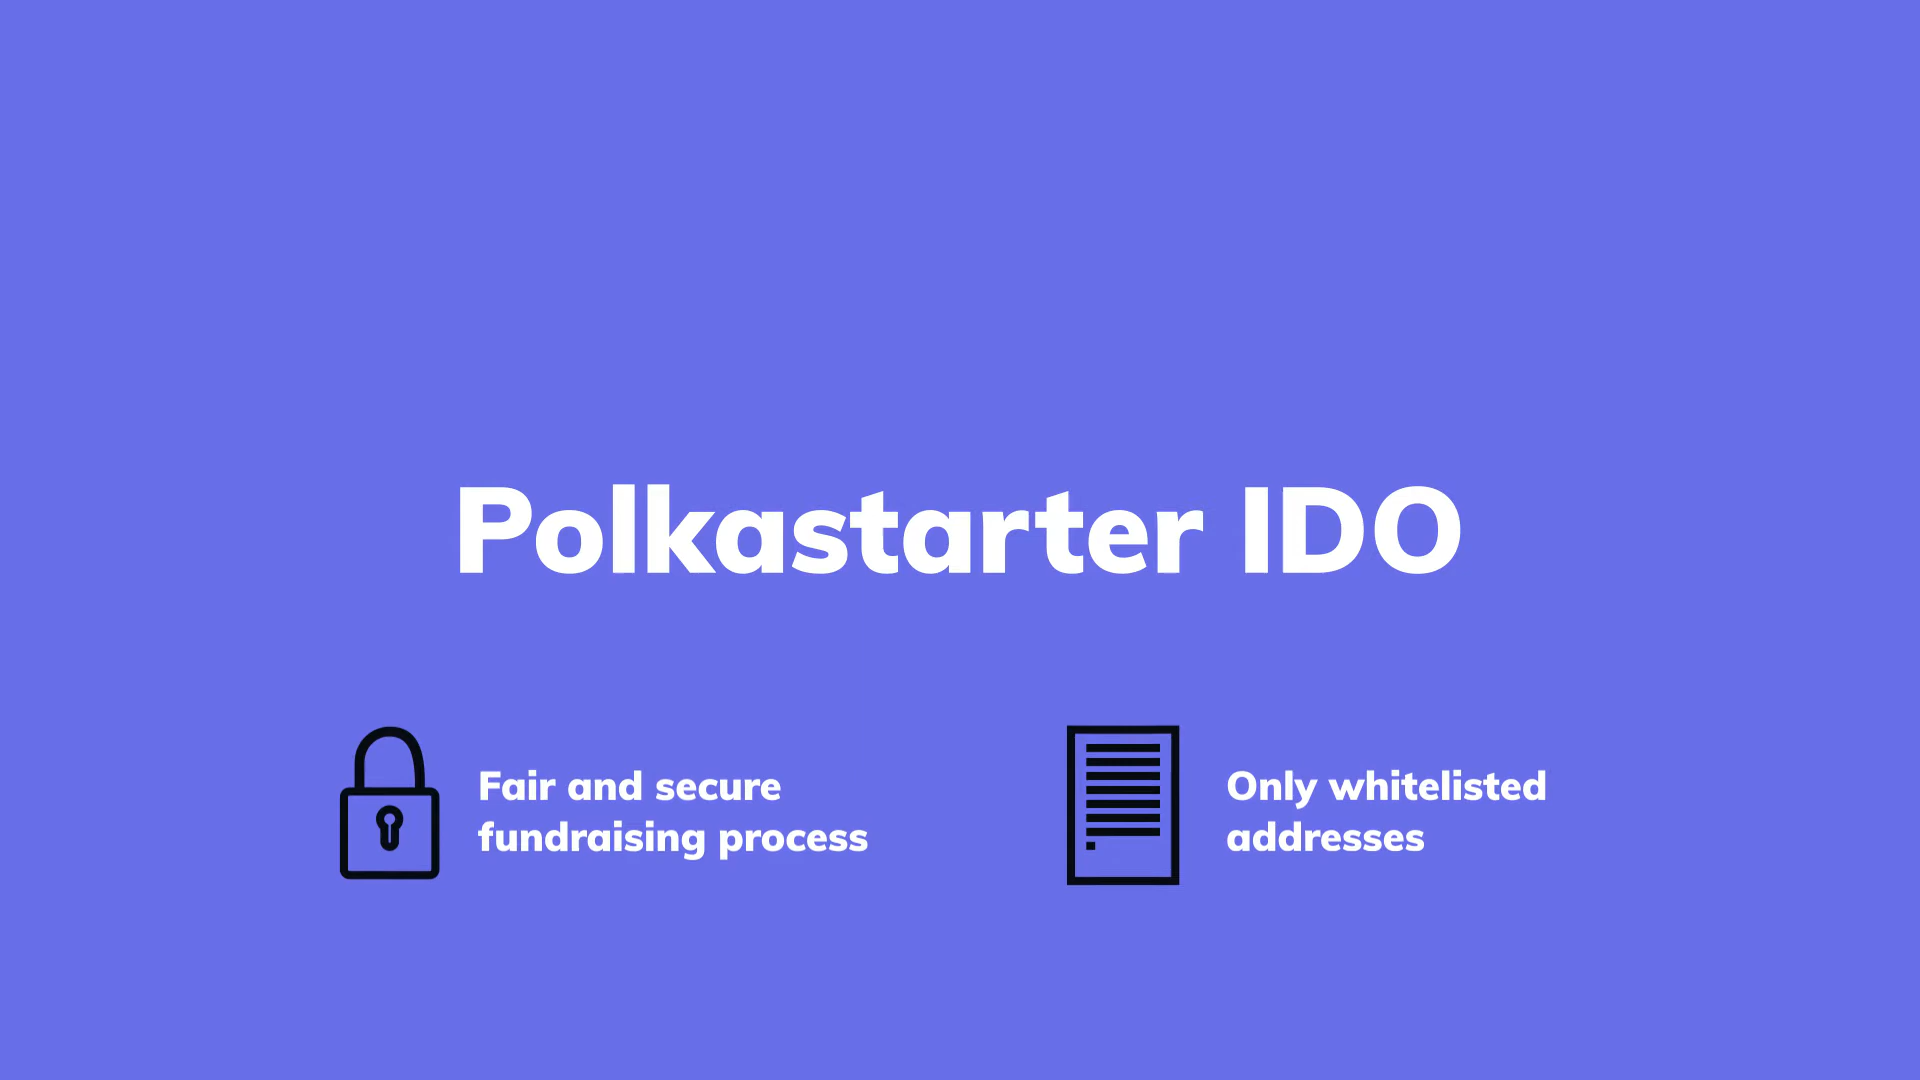 Polkastarter IDO
Fair and secure
fundraising process
Only whitelisted
addresses